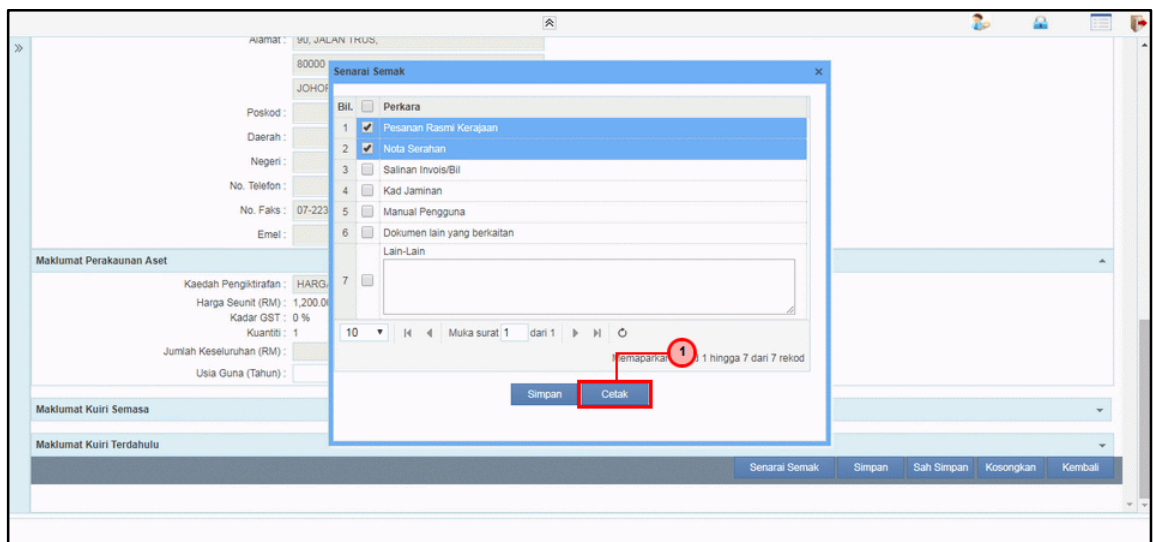 Alamat : 90, JALAN TRUS,
80000
JOHOR
Poskod :
Daerah :
Negeri :
No. Telefon :
No. Faks : 07-223
Emel :
Maklumat Perakaunan Aset
Kaedah Pengiktirafan : HARGA
Harga Seunit (RM) : 1,200.00
Kadar GST : 0 %
Kuantiti : 1
Jumlah Keseluruhan (RM) :
Usia Guna (Tahun) :
Maklumat Kuiri Semasa
Maklumat Kuiri Terdahulu
Senarai Semak
Bil. Perkara
1 Pesanan Rasmi Kerajaan
2 Nota Serahan
3 Salinan Invois/Bil
4 Kad Jaminan
5 Manual Pengguna
6 Dokumen lain yang berkaitan
7 Lain-Lain
10 Muka surat 1 dari 1
Memaparkan 1 hingga 7 dari 7 rekod
1
Simpan Cetak
Senarai Semak Simpan Sah Simpan Kosongkan Kembali